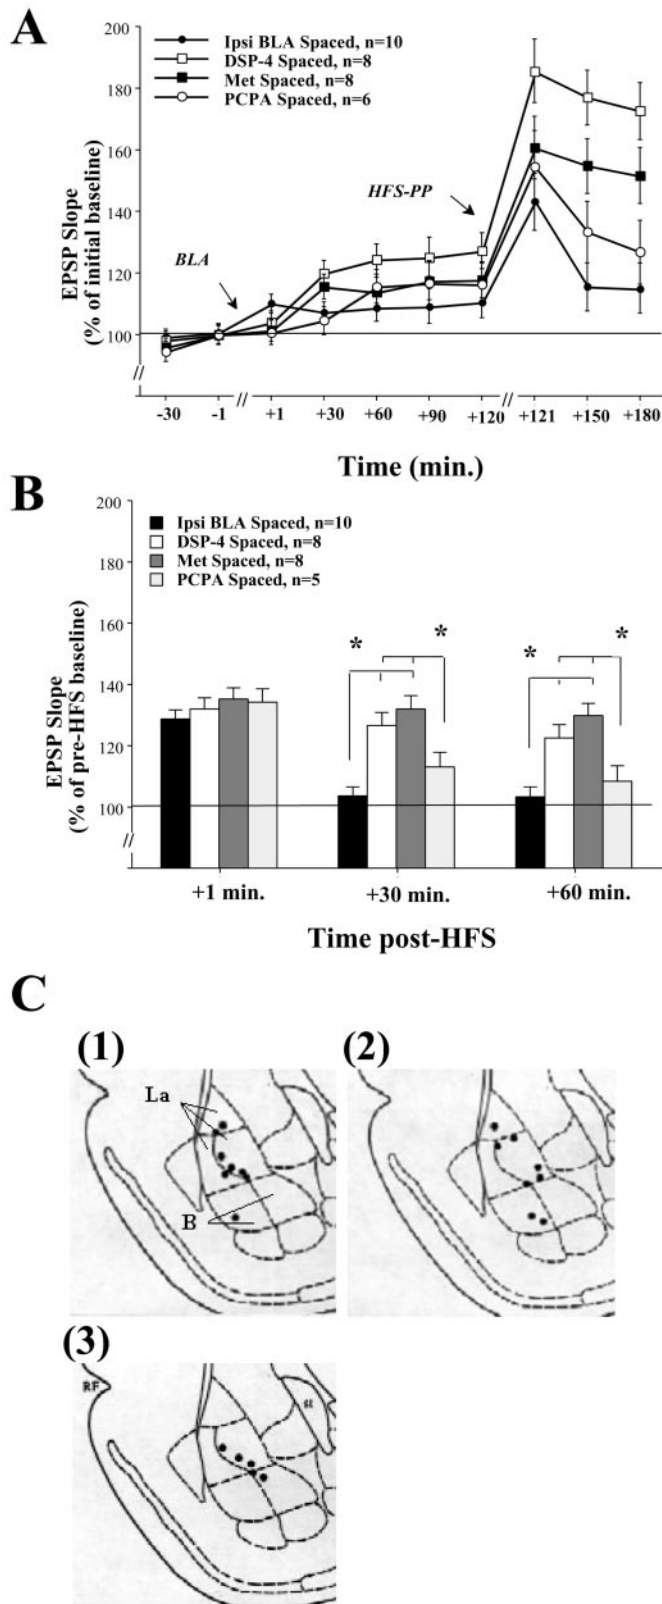 A
Ipsi BLA Spaced, n=10
DSP-4 Spaced, n=8
Met Spaced, n=8
PCPA Spaced, n=6
EPSP Slope
(% of initial baseline)
200
180
160
140
120
100
BLA
HFS-PP
//
// //
-30 -1 +1 +30 +60 +90 +120 +121 +150 +180
Time (min.)
B
Ipsi BLA Spaced, n=10
DSP-4 Spaced, n=8
Met Spaced, n=8
PCPA Spaced, n=5
EPSP Slope
(% of pre-HFS baseline)
200
180
160
140
120
100
//
* * * *
+1 min. +30 min. +60 min.
Time post-HFS
C
(1) (2)
La
B
(3)
RF